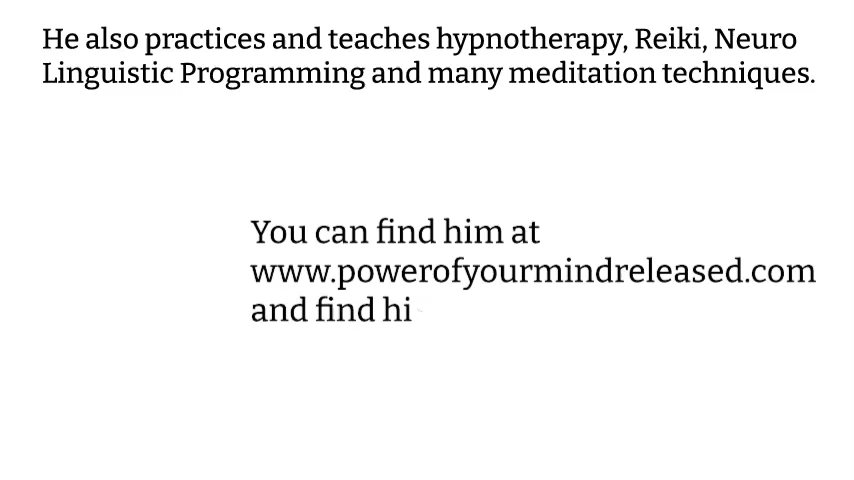 He also practices and teaches hypnotherapy, Reiki, Neuro
Linguistic Programming and many meditation techniques.
You can find him at
www.powerofyourmindreleased.com
and find hi